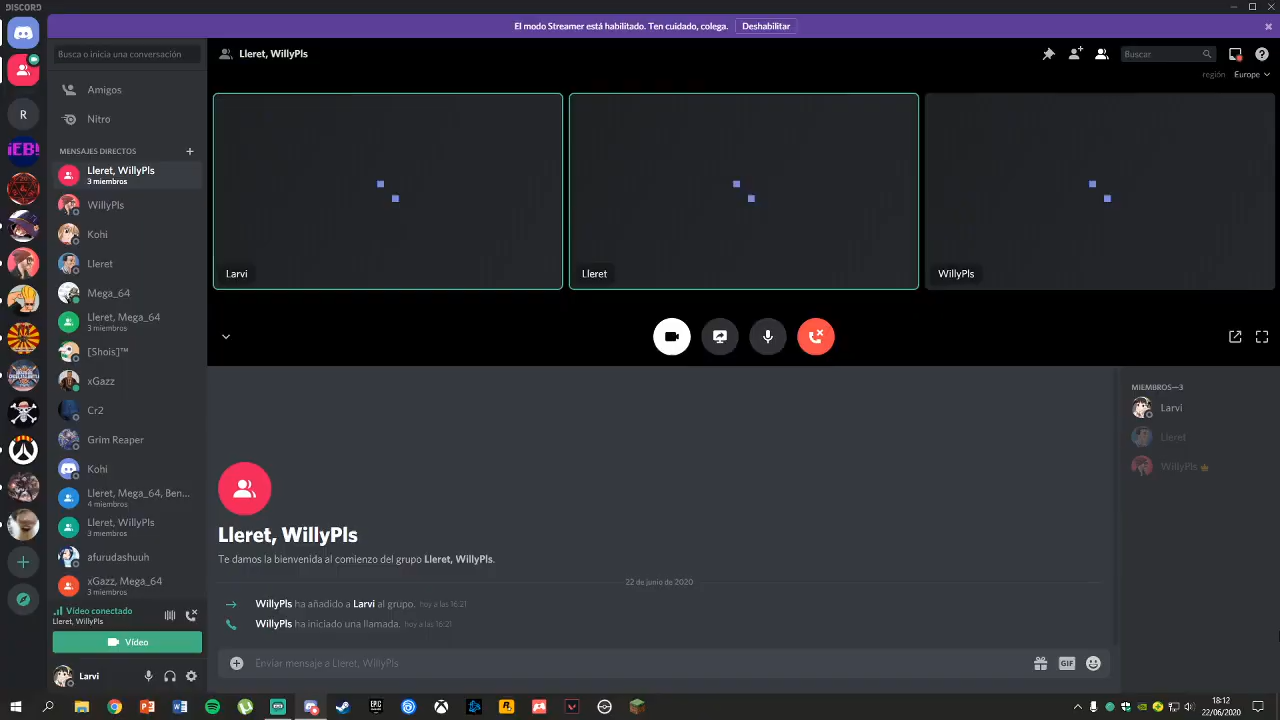 DISCORD
El modo Streamer está habilitado. Ten cuidado, colega. Deshabilitar
Busca o inicia una conversación
Lleret, WillyPls
Buscar
región Europe
Amigos
R
Nitro
MENSAJES DIRECTOS
Lleret, WillyPls
3 miembros
WillyPls
Kohi
Lleret
Mega_64
Lleret, Mega_64
3 miembros
[Shois]™
xGazz
Cr2
Grim Reaper
Kohi
Lleret, Mega_64, Ben...
4 miembros
Lleret, WillyPls
3 miembros
afurudashuuh
xGazz, Mega_64
3 miembros
Vídeo conectado
Lleret, WillyPls
Vídeo
Larvi
Larvi
Lleret
WillyPls
MIEMBROS—3
Larvi
Lleret
WillyPls
Lleret, WillyPls
Te damos la bienvenida al comienzo del grupo Lleret, WillyPls.
22 de junio de 2020
WillyPls ha añadido a Larvi al grupo. hoy a las 16:21
WillyPls ha iniciado una llamada. hoy a las 16:21
Enviar mensaje a Lleret, WillyPls
GIF
18:12
22/06/2020